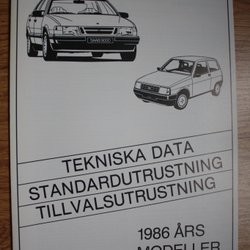 SAAB 9000
TEKNISKA DATA
STANDARDUTRUSTNING
TILLVALSUTRUSTNING
1986 ÅRS
MODELLER